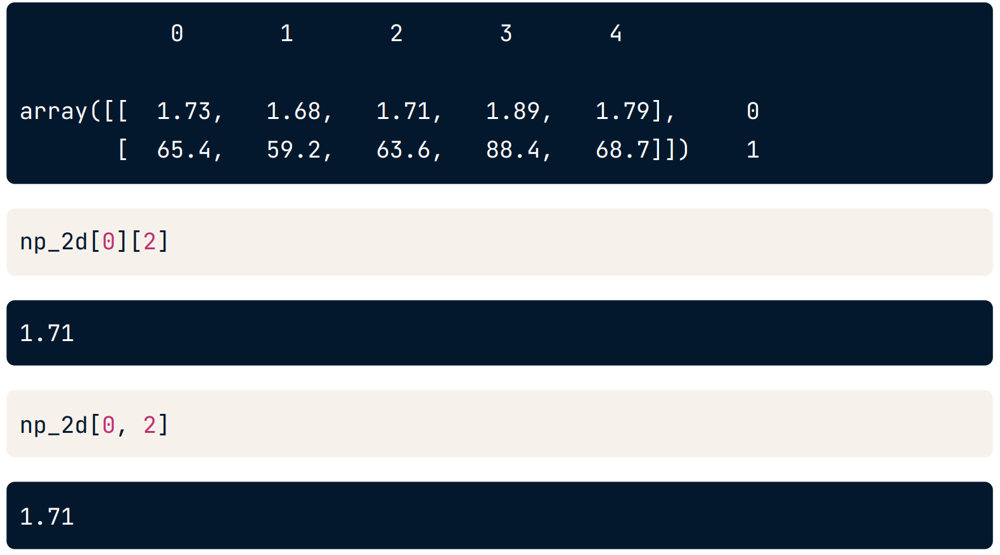 0 1 2 3 4
array([[ 1.73, 1.68, 1.71, 1.89, 1.79], 0
[ 65.4, 59.2, 63.6, 88.4, 68.7]]) 1
np_2d[0][2]
1.71
np_2d[0, 2]
1.71